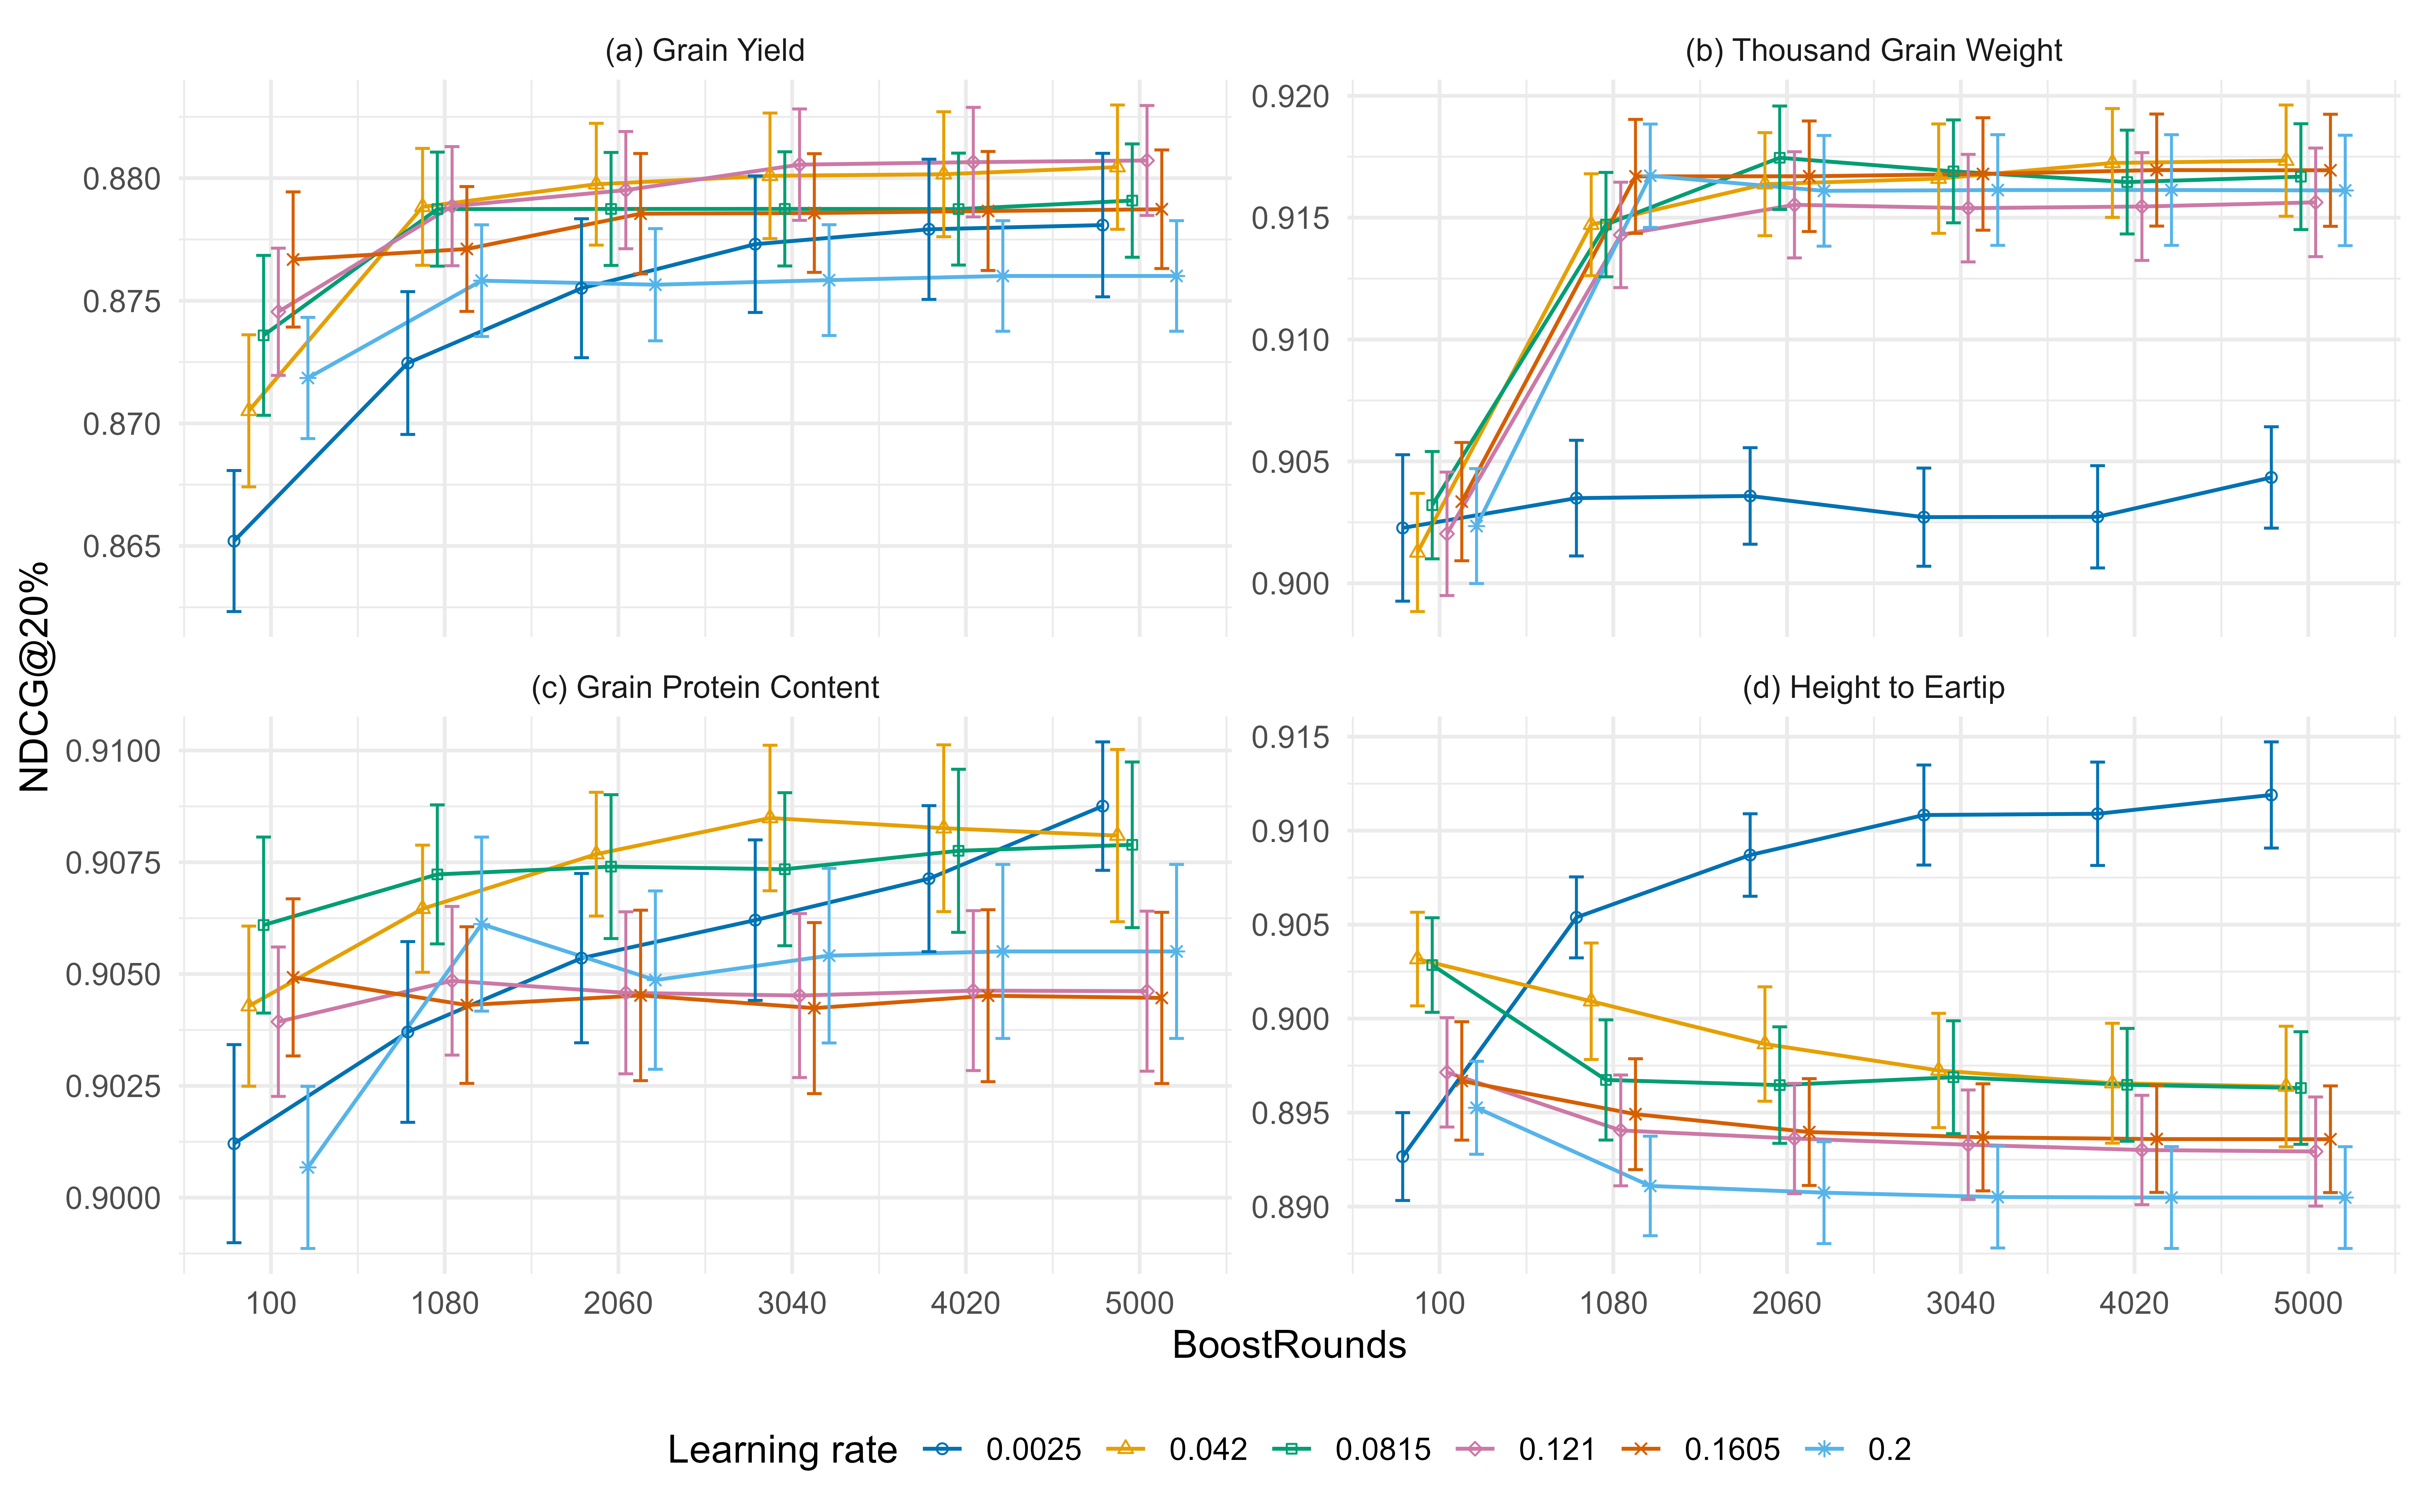 (a) Grain Yield
(b) Thousand Grain Weight
0.880
0.875
0.870
0.865
0.920
0.915
0.910
0.905
0.900
NDCG@20%
(c) Grain Protein Content
(d) Height to Eartip
0.9100
0.9075
0.9050
0.9025
0.9000
0.915
0.910
0.905
0.900
0.895
0.890
100 1080 2060 3040 4020 5000
100 1080 2060 3040 4020 5000
BoostRounds
Learning rate 0.0025 0.042 0.0815 0.121 0.1605 0.2